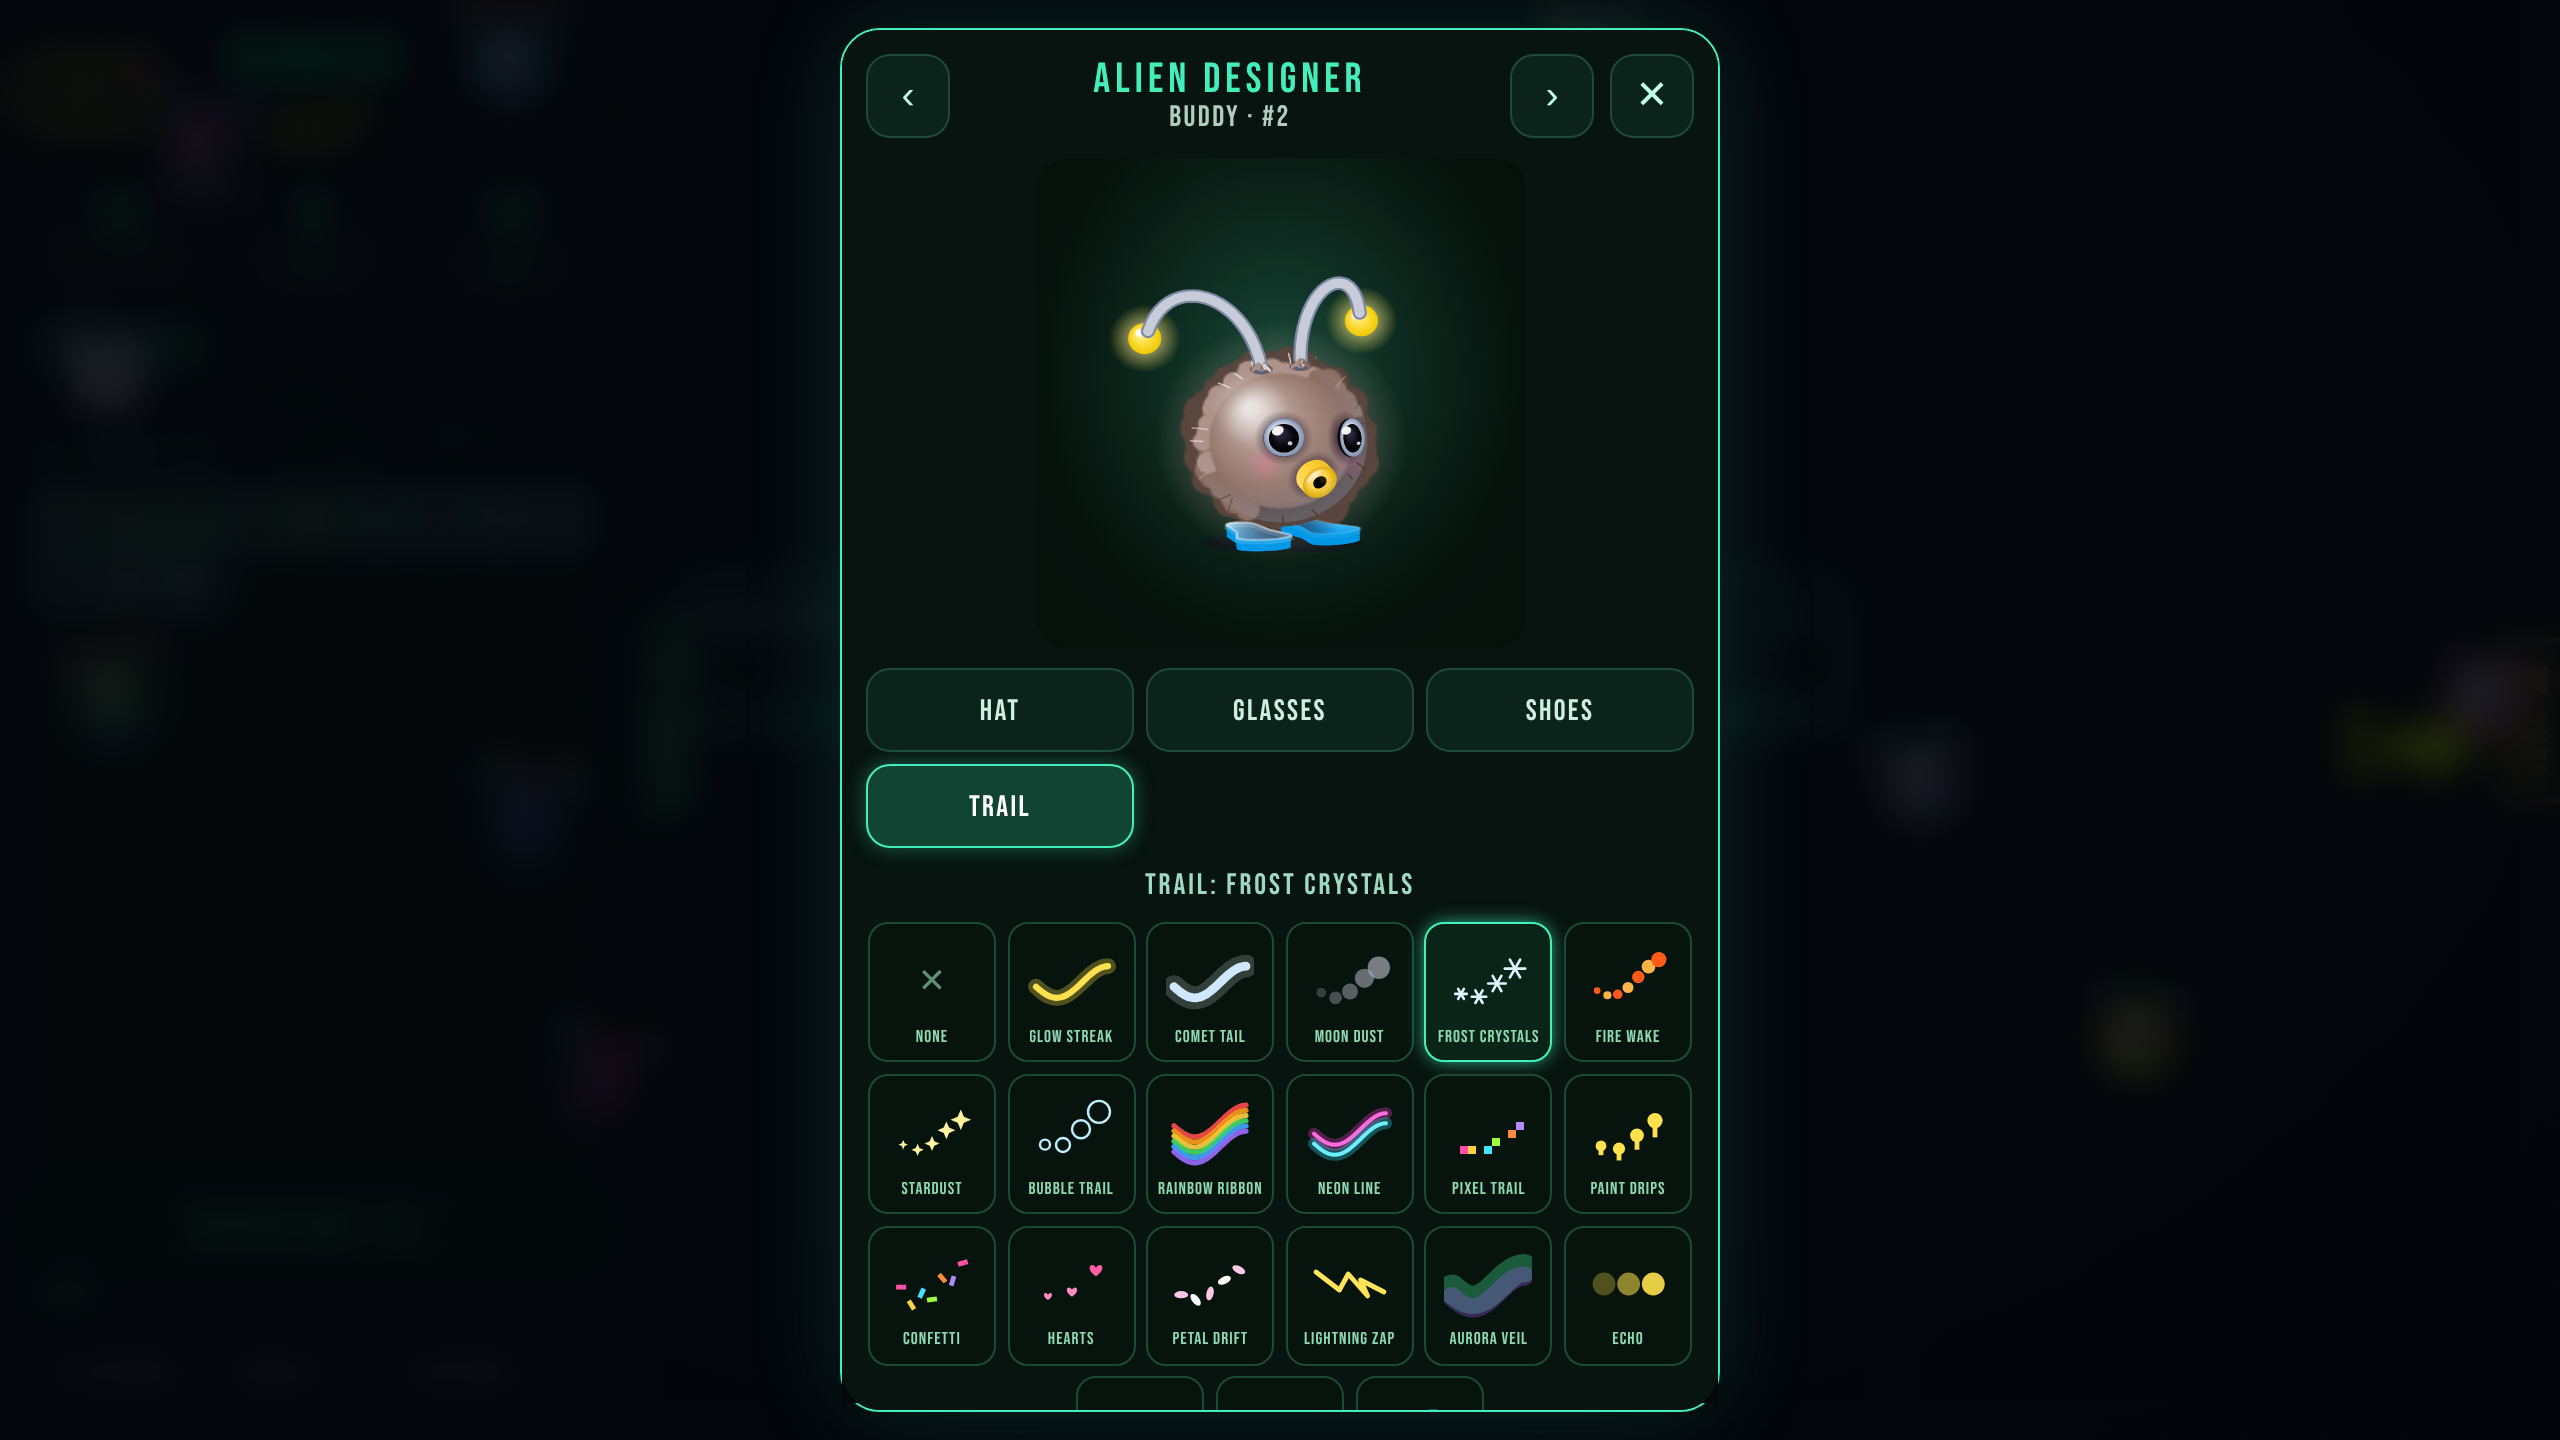 ‹
ALIEN DESIGNER
BUDDY · #2
›
✕
HAT
GLASSES
SHOES
TRAIL
TRAIL: FROST CRYSTALS
NONE
GLOW STREAK
COMET TAIL
MOON DUST
FROST CRYSTALS
FIRE WAKE
STARDUST
BUBBLE TRAIL
RAINBOW RIBBON
NEON LINE
PIXEL TRAIL
PAINT DRIPS
CONFETTI
HEARTS
PETAL DRIFT
LIGHTNING ZAP
AURORA VEIL
ECHO